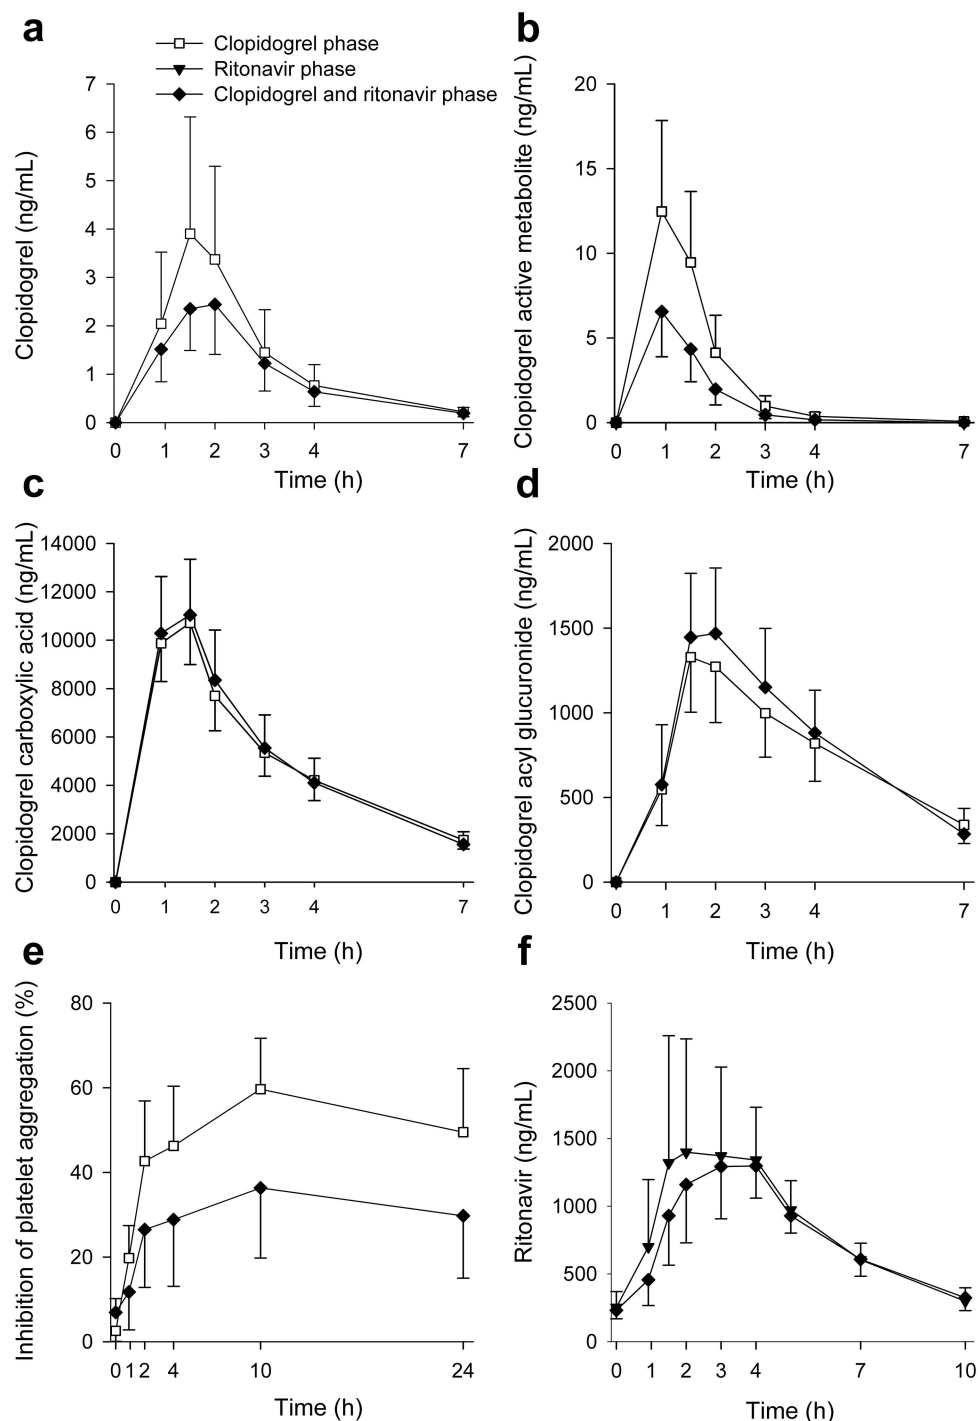 a
Clopidogrel phase
Ritonavir phase
Clopidogrel and ritonavir phase
Clopidogrel (ng/mL)
7
6
5
4
3
2
1
0
0 1 2 3 4 7
Time (h)
b
Clopidogrel active metabolite (ng/mL)
20
15
10
5
0
0 1 2 3 4 7
Time (h)
c
Clopidogrel carboxylic acid (ng/mL)
14000
12000
10000
8000
6000
4000
2000
0
0 1 2 3 4 7
Time (h)
d
Clopidogrel acyl glucuronide (ng/mL)
2000
1500
1000
500
0
0 1 2 3 4 7
Time (h)
e
Inhibition of platelet aggregation (%)
80
60
40
20
0
0 1 2 4 10 24
Time (h)
f
Ritonavir (ng/mL)
2500
2000
1500
1000
500
0
0 1 2 3 4 7 10
Time (h)